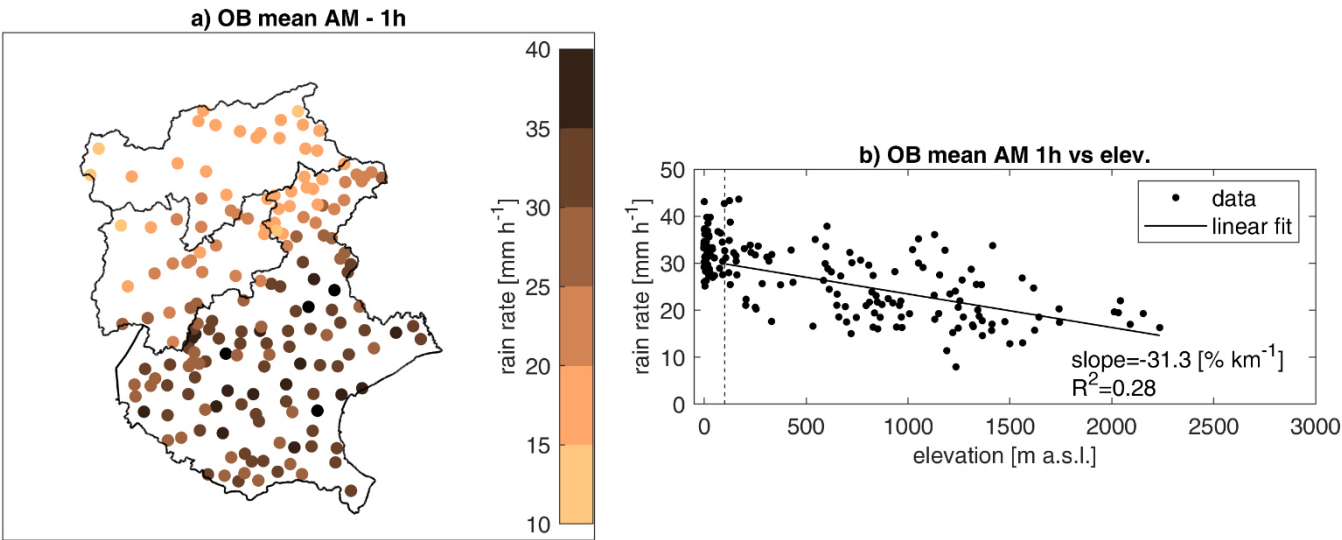 a) OB mean AM - 1h
40
35
30
25
20
15
10
rain rate [mm h⁻¹]
b) OB mean AM 1h vs elev.
50
40
30
20
10
0
rain rate [mm h⁻¹]
data
linear fit
slope=-31.3 [% km⁻¹]
R²=0.28
0 500 1000 1500 2000 2500 3000
elevation [m a.s.l.]